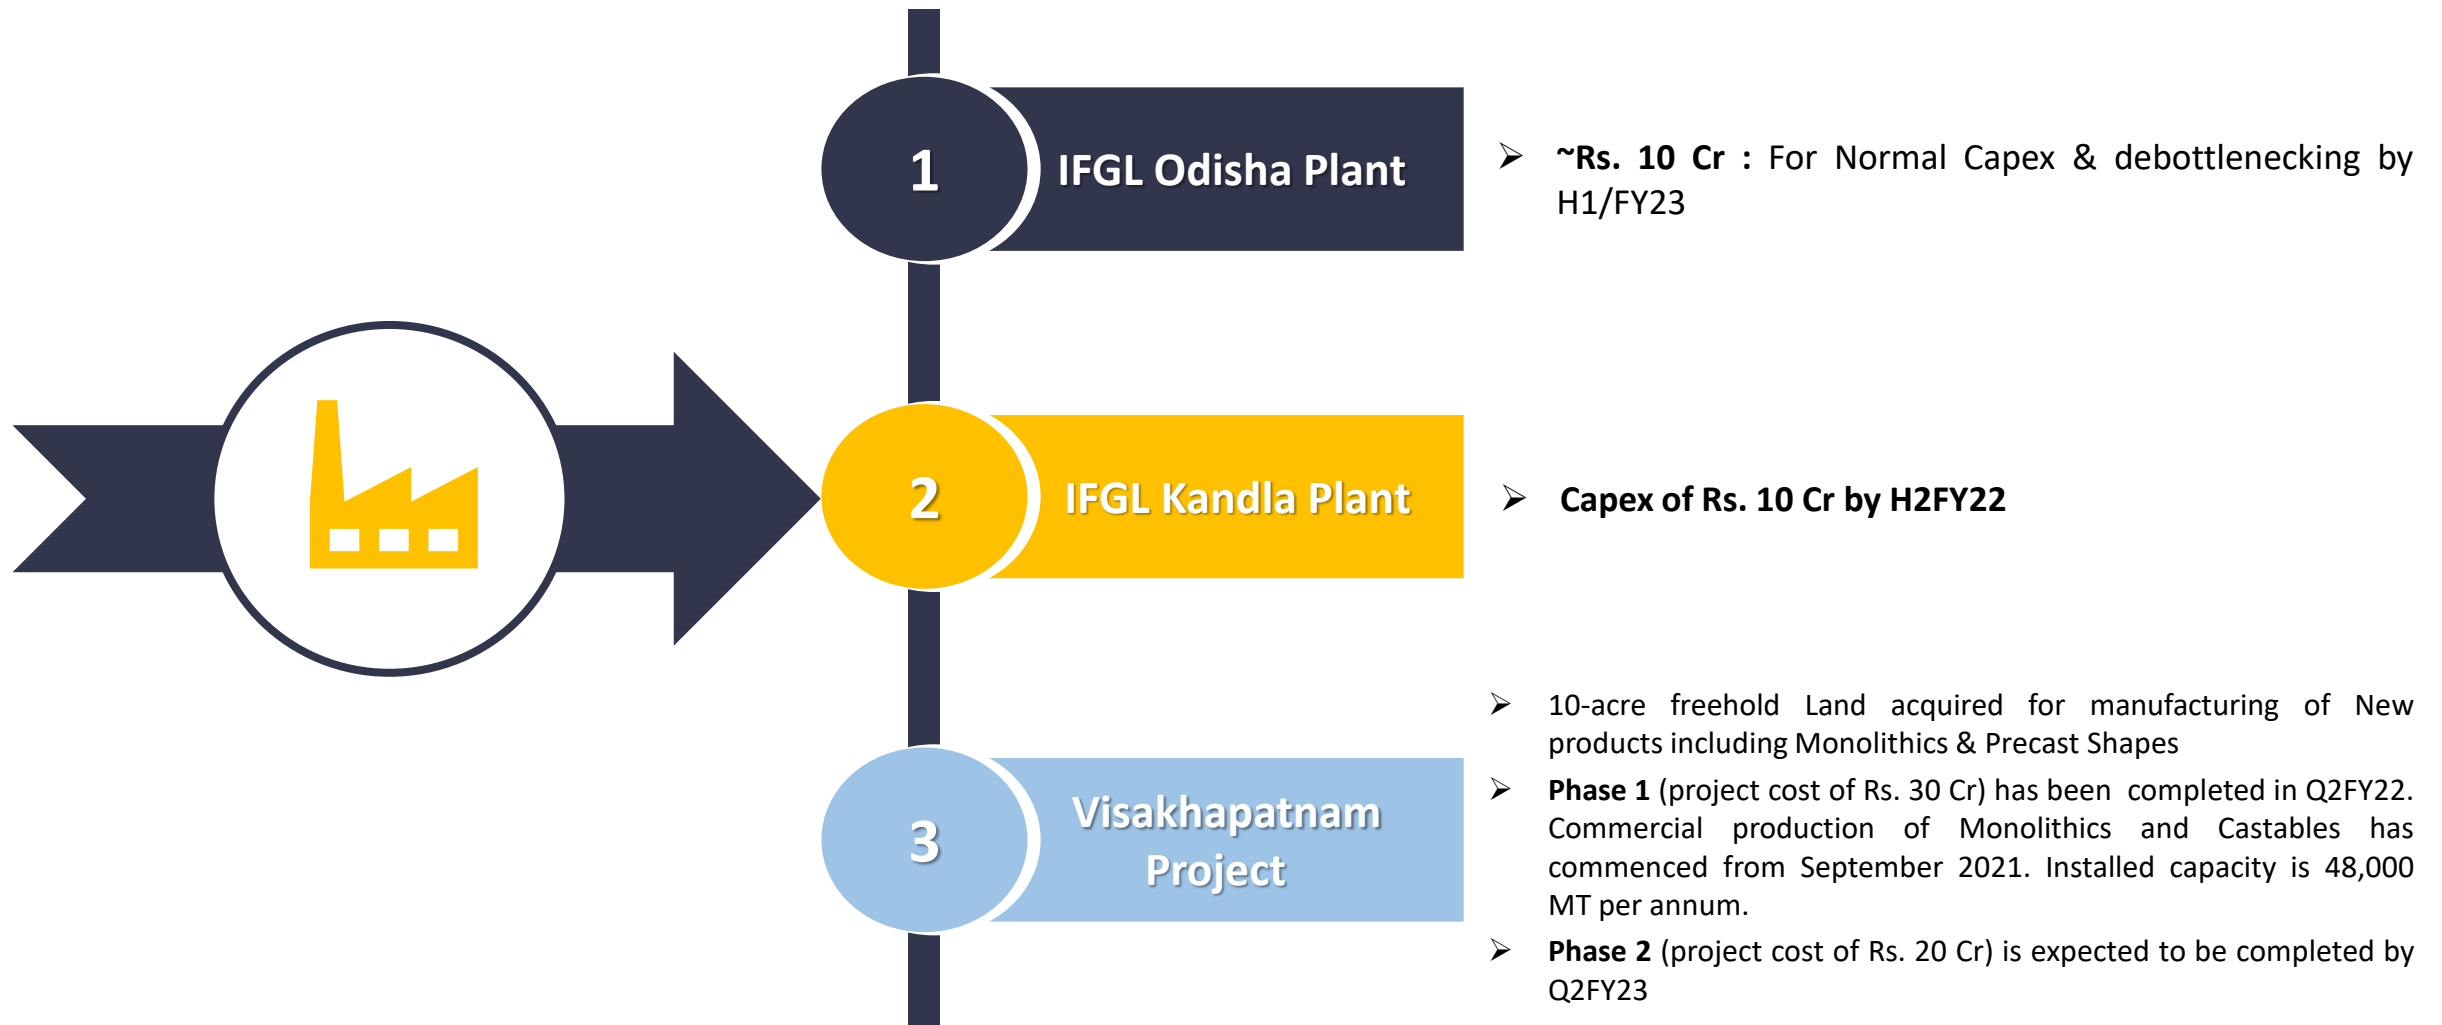 1
IFGL Odisha Plant
~Rs. 10 Cr : For Normal Capex & debottlenecking by
H1/FY23
2
IFGL Kandla Plant
Capex of Rs. 10 Cr by H2FY22
3
Visakhapatnam
Project
10-acre freehold Land acquired for manufacturing of New
products including Monolithics & Precast Shapes
Phase 1 (project cost of Rs. 30 Cr) has been completed in Q2FY22.
Commercial production of Monolithics and Castables has
commenced from September 2021. Installed capacity is 48,000
MT per annum.
Phase 2 (project cost of Rs. 20 Cr) is expected to be completed by
Q2FY23